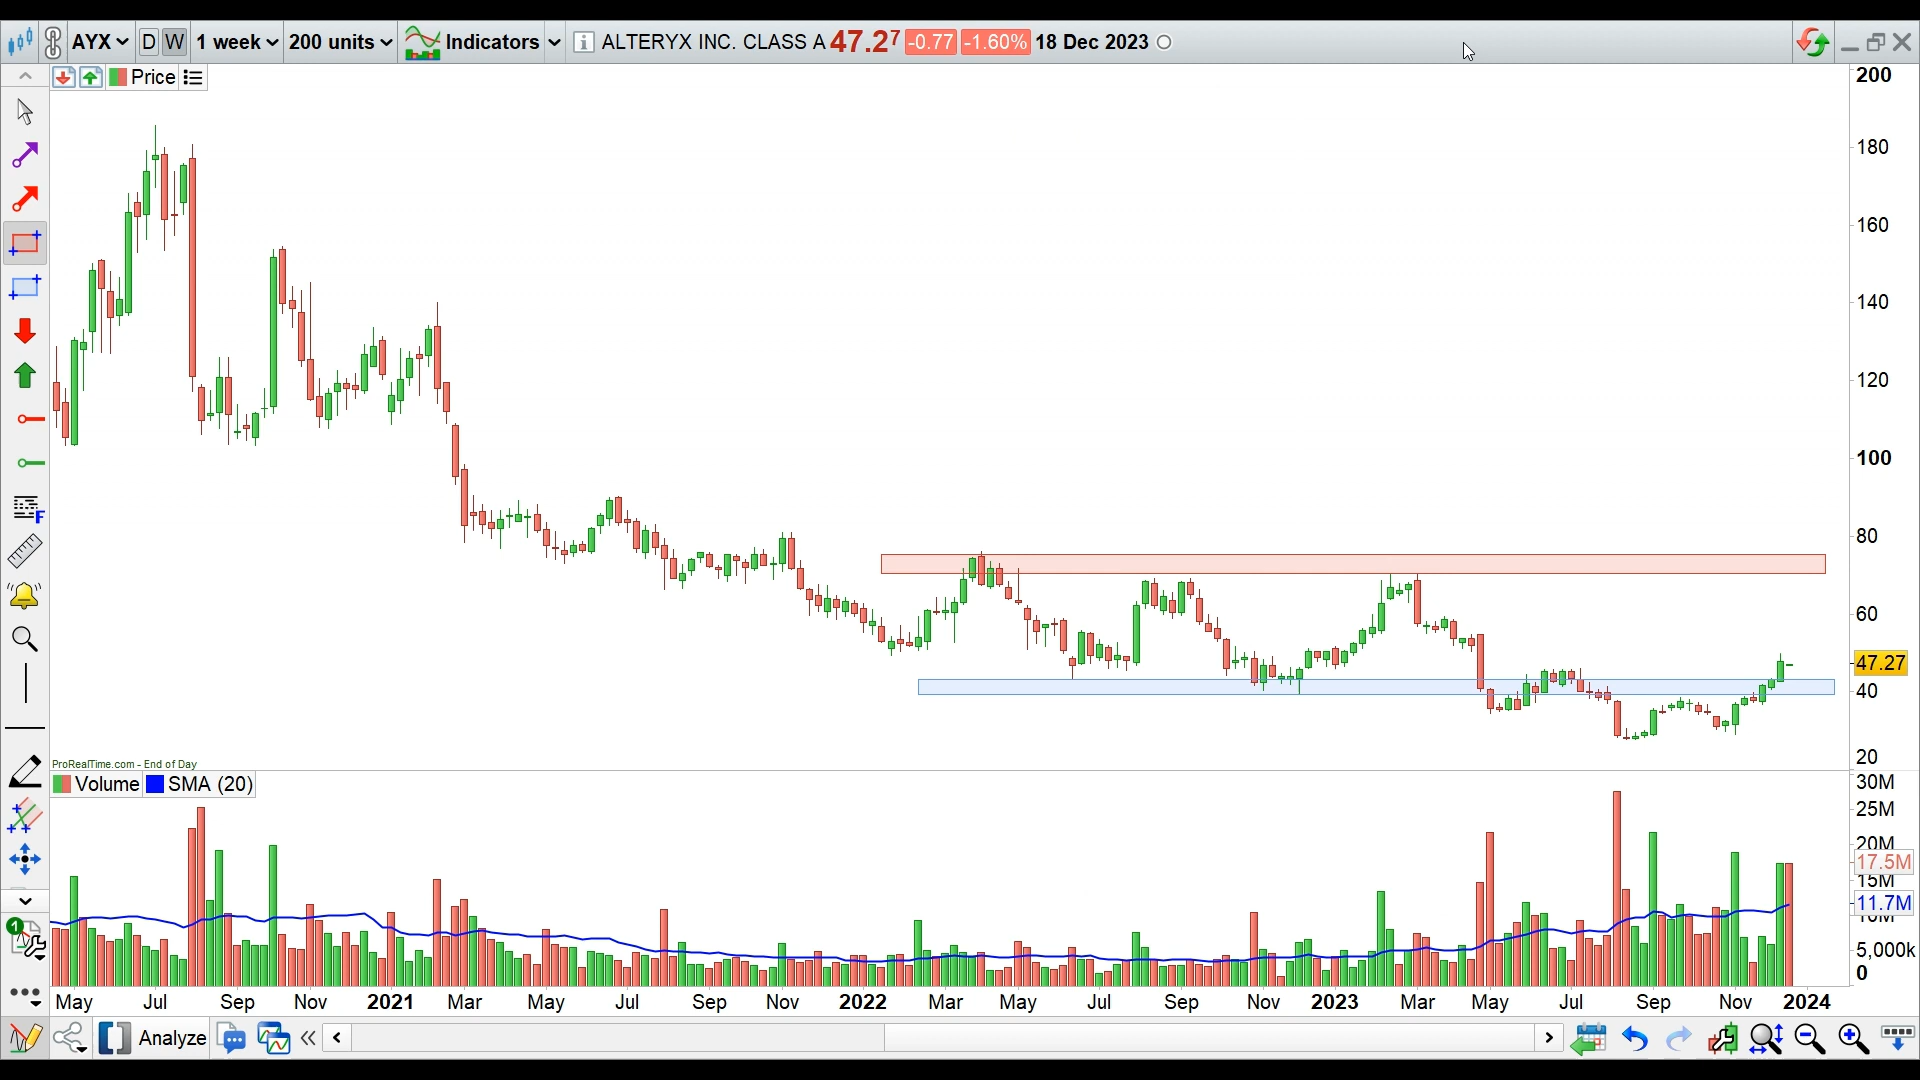 AYX D W 1 week 200 units Indicators i ALTERYX INC. CLASS A 47.27 -0.77 -1.60% 18 Dec 2023
Price
200
180
160
140
120
100
80
60
47.27
40
20
ProRealTime.com - End of Day
Volume SMA (20)
30M
25M
20M
17.5M
15M
11.7M
10M
5,000k
0
F
1
May Jul Sep Nov 2021 Mar May Jul Sep Nov 2022 Mar May Jul Sep Nov 2023 Mar May Jul Sep Nov 2024
Analyze